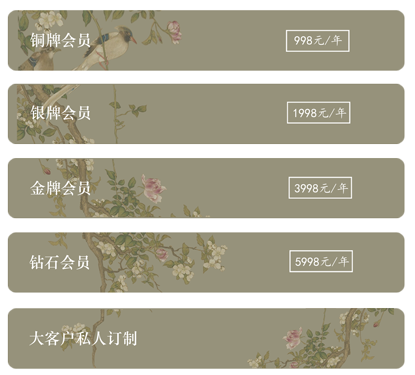 铜牌会员
998元/年
银牌会员
1998元/年
金牌会员
3998元/年
钻石会员
5998元/年
大客户私人订制